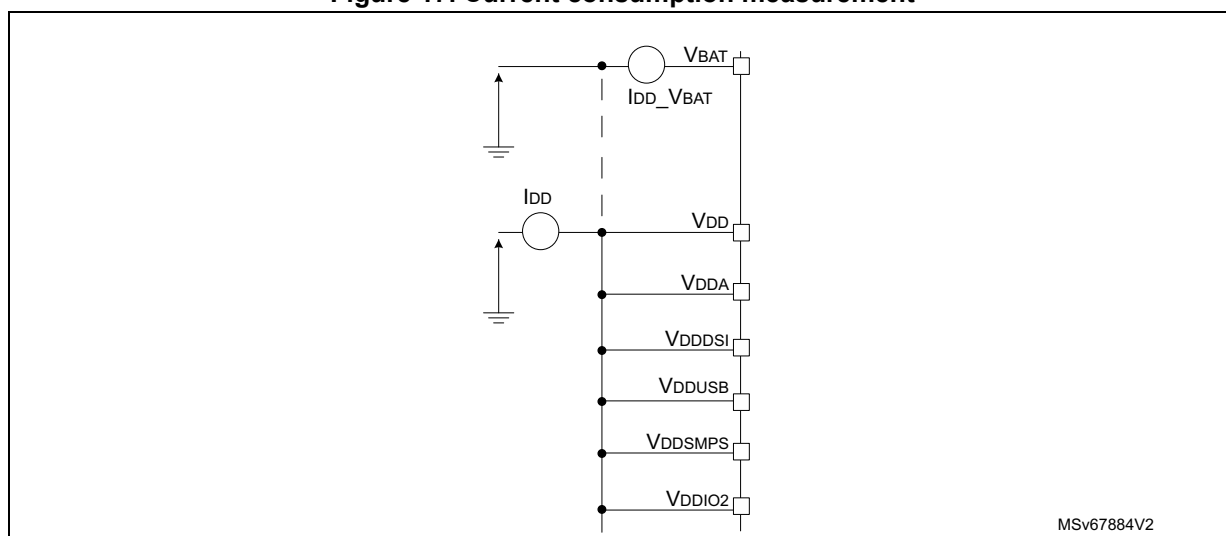 Figure 17. Current consumption measurement
VBAT
IDD_VBAT
IDD
VDD
VDDA
VDDDSI
VDDUSB
VDDSMPS
VDDIO2
MSv67884V2